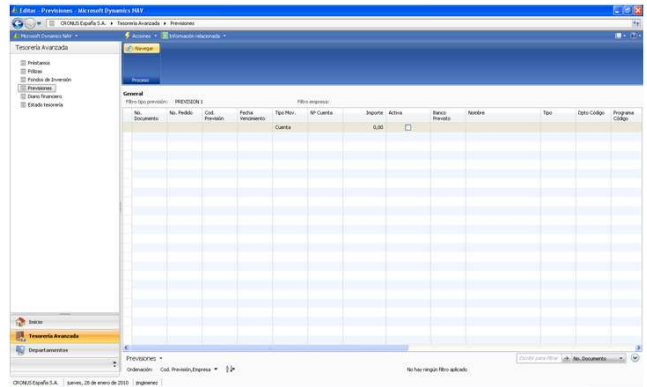 Editar - Previsiones - Microsoft Dynamics NAV
CRONUS España S.A. Tesorería Avanzada Previsiones
Microsoft Dynamics NAV Acciones Información relacionada
Tesorería Avanzada
Navegar
Proceso
Préstamos
Pólizas
Fondos de Inversión
Previsiones
Diario financiero
Estado tesorería
General
Filtro tipo previsión: PREVISION 1 Filtro empresa:
No. Documento No. Pedido Cod. Previsión Fecha Vencimiento Tipo Mov. Nº Cuenta Importe Activa Banco Previsto Nombre Tipo Dpto Código Programa Código
Cuenta 0,00
Inicio
Tesorería Avanzada
Departamentos
Previsiones
Escribir para filtrar No. Documento
Ordenación: Cod. Previsión,Empresa No hay ningún filtro aplicado
CRONUS España S.A. jueves, 28 de enero de 2010